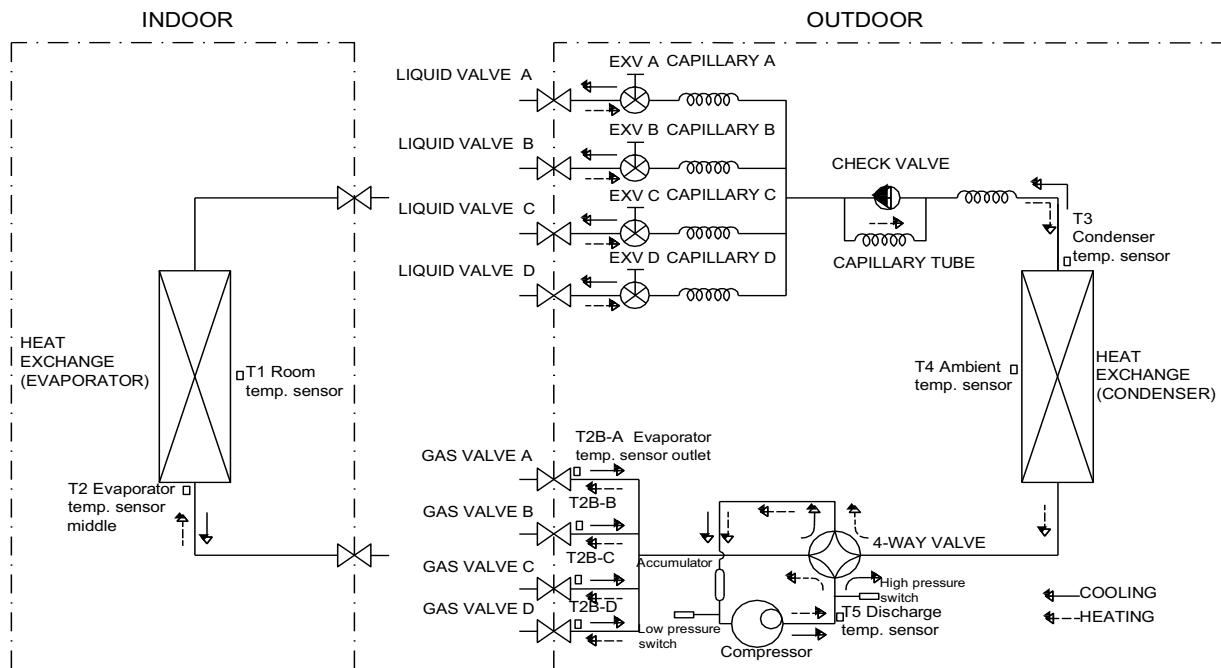 INDOOR
OUTDOOR
LIQUID VALVE A
EXV A
CAPILLARY A
LIQUID VALVE B
EXV B
CAPILLARY B
CHECK VALVE
LIQUID VALVE C
EXV C
CAPILLARY C
T3
Condenser
temp. sensor
LIQUID VALVE D
EXV D
CAPILLARY D
CAPILLARY TUBE
HEAT
EXCHANGE
(EVAPORATOR)
T1 Room
temp. sensor
T4 Ambient
temp. sensor
HEAT
EXCHANGE
(CONDENSER)
GAS VALVE A
T2B-A Evaporator
temp. sensor outlet
T2 Evaporator
temp. sensor
middle
T2B-B
GAS VALVE B
4-WAY VALVE
T2B-C
Accumulator
GAS VALVE C
High pressure
switch
T2B-D
GAS VALVE D
COOLING
HEATING
T5 Discharge
temp. sensor
Low pressure
switch
Compressor